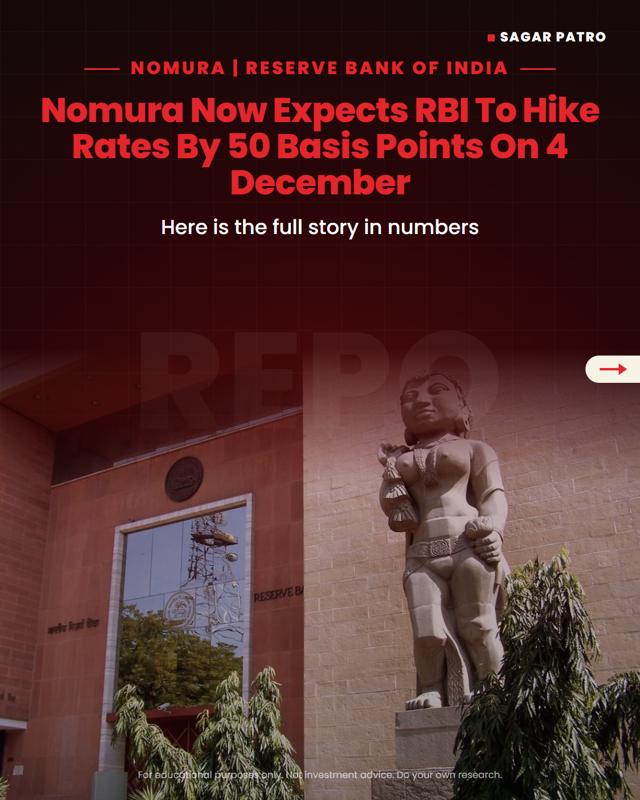 SAGAR PATRO
NOMURA | RESERVE BANK OF INDIA
Nomura Now Expects RBI To Hike
Rates By 50 Basis Points On 4
December
Here is the full story in numbers
REPO
RESERVE BA
भारतीय रिज़र्व बैंक
For educational purposes only. Not investment advice. Do your own research.